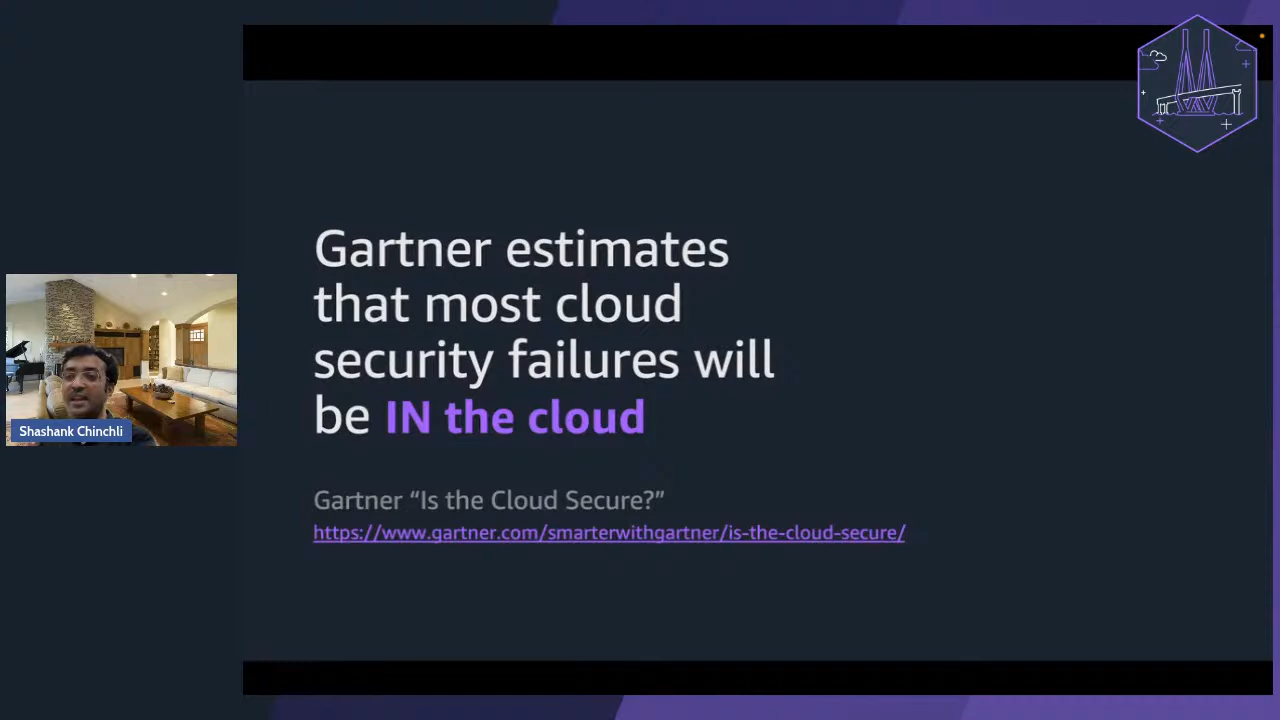 Gartner estimates
that most cloud
security failures will
be IN the cloud
Gartner “Is the Cloud Secure?”
https://www.gartner.com/smarterwithgartner/is-the-cloud-secure/
Shashank Chinchli